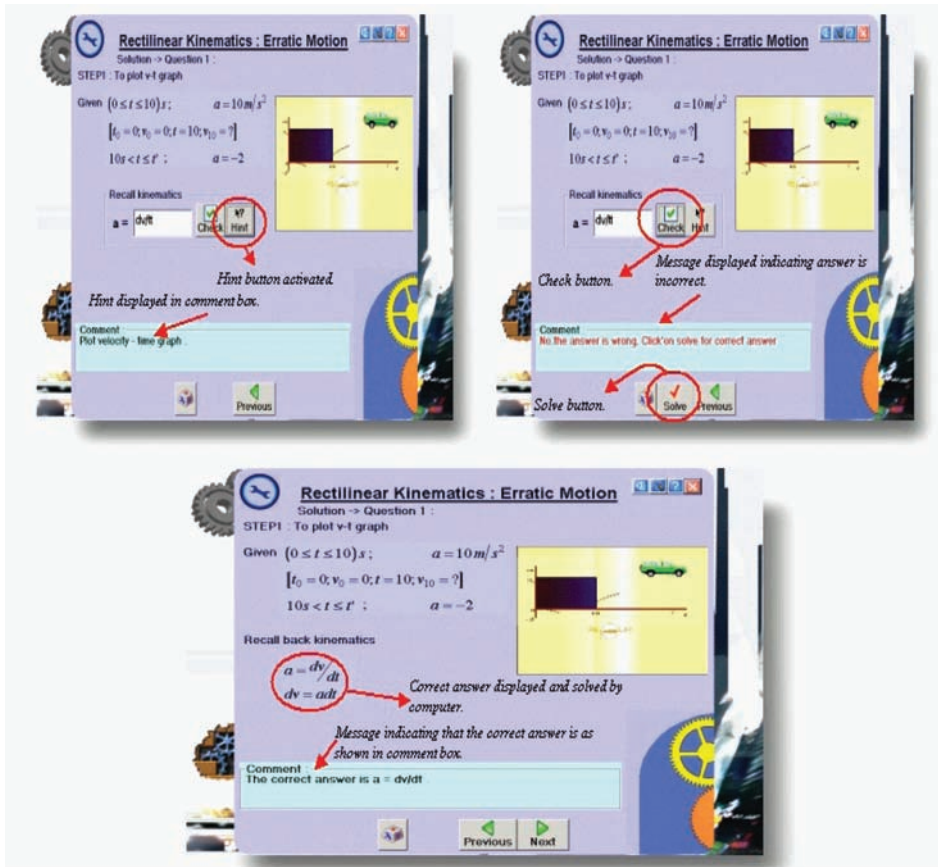 Rectilinear Kinematics : Erratic Motion
Solution -> Question 1 :
STEP1 : To plot v-t graph
Given (0 ≤ t ≤ 10)s ; a = 10 m/s²
[t₀ = 0; v₀ = 0; t = 10; v₁₀ = ?]
10s < t ≤ t' ; a = −2
Recall kinematics
a = dv/t
Check Hint
Hint button activated
Hint displayed in comment box.
Comment
Plot velocity - time graph .
Previous
Rectilinear Kinematics : Erratic Motion
Solution -> Question 1 :
STEP1 : To plot v-t graph
Given (0 ≤ t ≤ 10)s ; a = 10 m/s²
[t₀ = 0; v₀ = 0; t = 10; v₁₀ = ?]
10s < t ≤ t' ; a = −2
Recall kinematics
a = dv/t
Check Hint
Check button.
Message displayed indicating answer is
incorrect.
Comment
No.the answer is wrong. Click'on solve for correct answer
Solve button.
Solve Previous
Rectilinear Kinematics : Erratic Motion
Solution -> Question 1 :
STEP1 : To plot v-t graph
Given (0 ≤ t ≤ 10)s ; a = 10 m/s²
[t₀ = 0; v₀ = 0; t = 10; v₁₀ = ?]
10s < t ≤ t' ; a = −2
Recall back kinematics
a = dv/dt
dv = adt
Correct answer displayed and solved by
computer.
Message indicating that the correct answer is as
shown in comment box.
Comment :
The correct answer is a = dv/dt
Previous Next